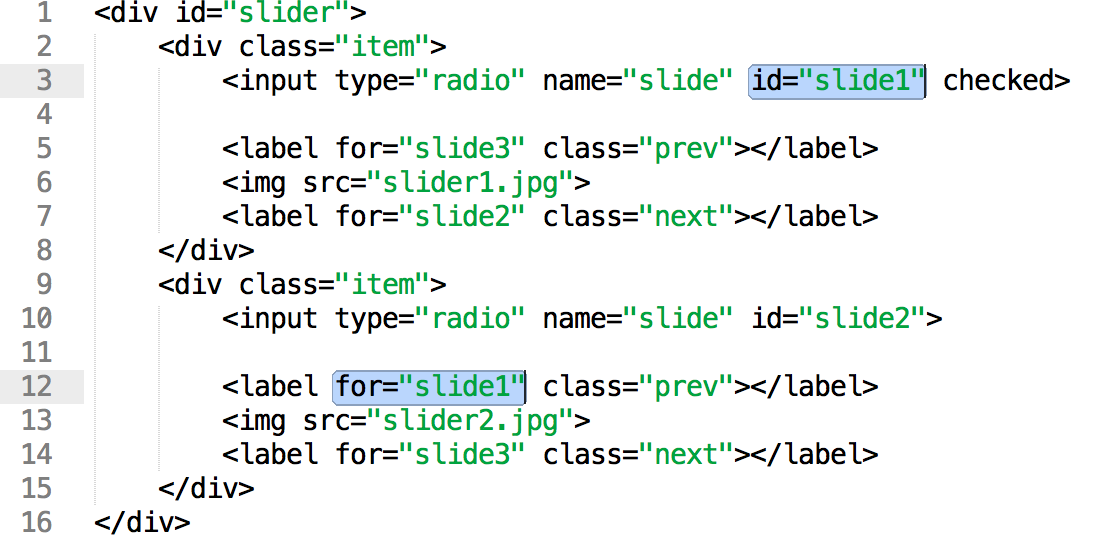 1 <div id="slider">
2     <div class="item">
3         <input type="radio" name="slide" id="slide1" checked>
4
5         <label for="slide3" class="prev"></label>
6         <img src="slider1.jpg">
7         <label for="slide2" class="next"></label>
8     </div>
9     <div class="item">
10         <input type="radio" name="slide" id="slide2">
11
12         <label for="slide1" class="prev"></label>
13         <img src="slider2.jpg">
14         <label for="slide3" class="next"></label>
15     </div>
16 </div>